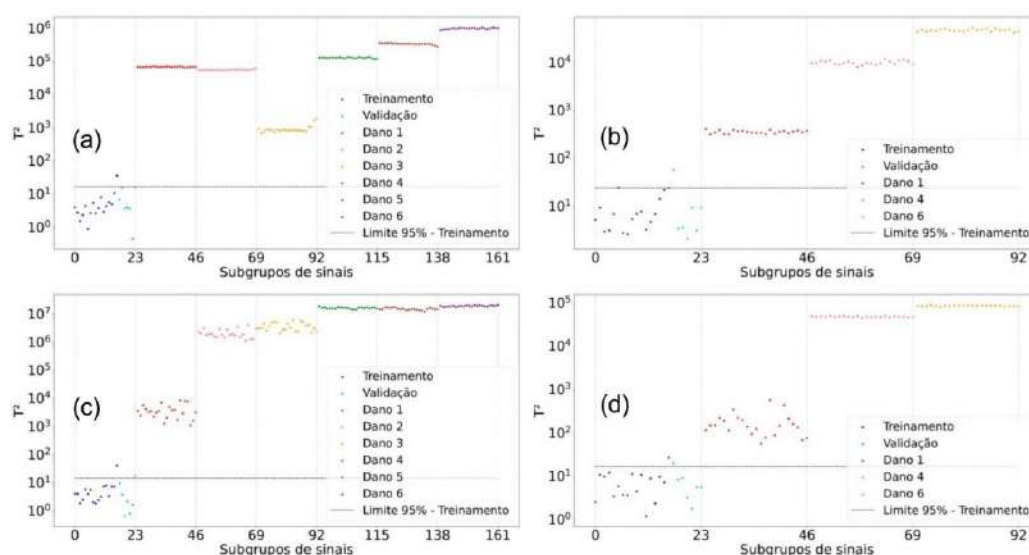 10⁶
10⁵
10⁴
10³
10²
10¹
10⁰
T²
(a)
Treinamento
Validação
Dano 1
Dano 2
Dano 3
Dano 4
Dano 5
Dano 6
Limite 95% - Treinamento
0 23 46 69 92 115 138 161
Subgrupos de sinais
10⁴
10³
10²
10¹
T²
(b)
Treinamento
Validação
Dano 1
Dano 4
Dano 6
Limite 95% - Treinamento
0 23 46 69 92
Subgrupos de sinais
10⁷
10⁶
10⁵
10⁴
10³
10²
10¹
10⁰
T²
(c)
Treinamento
Validação
Dano 1
Dano 2
Dano 3
Dano 4
Dano 5
Dano 6
Limite 95% - Treinamento
0 23 46 69 92 115 138 161
Subgrupos de sinais
10⁵
10⁴
10³
10²
10¹
10⁰
T²
(d)
Treinamento
Validação
Dano 1
Dano 4
Dano 6
Limite 95% - Treinamento
0 23 46 69 92
Subgrupos de sinais